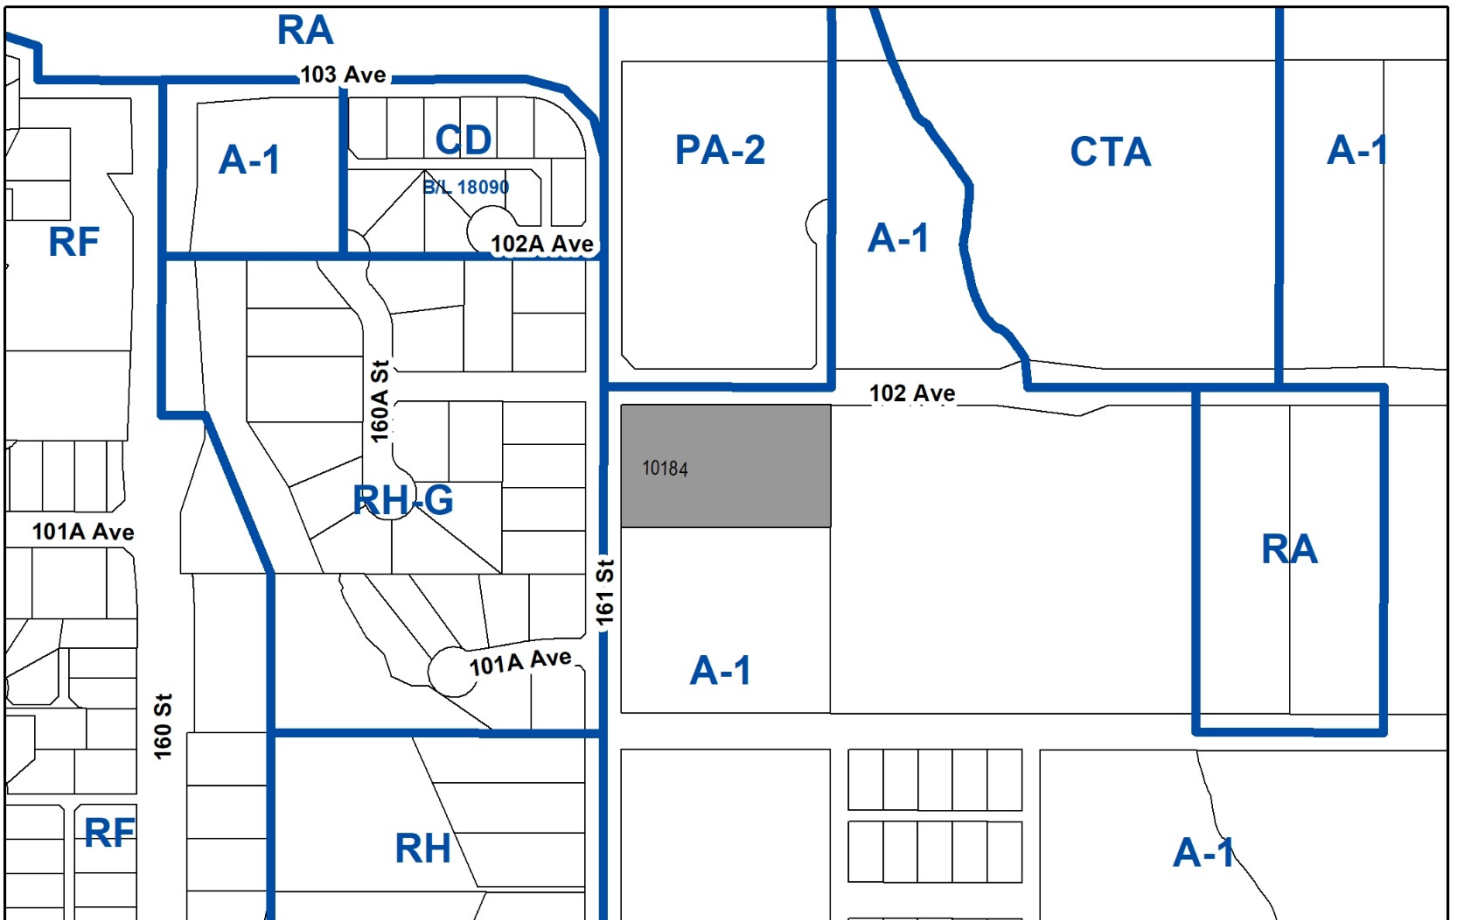 RA
103 Ave
CD
PA-2
CTA
A-1
A-1
B/L 18090
RF
A-1
102A Ave
102 Ave
160A St
10184
RH-G
101A Ave
RA
161 St
101A Ave
A-1
160 St
RF
RH
A-1